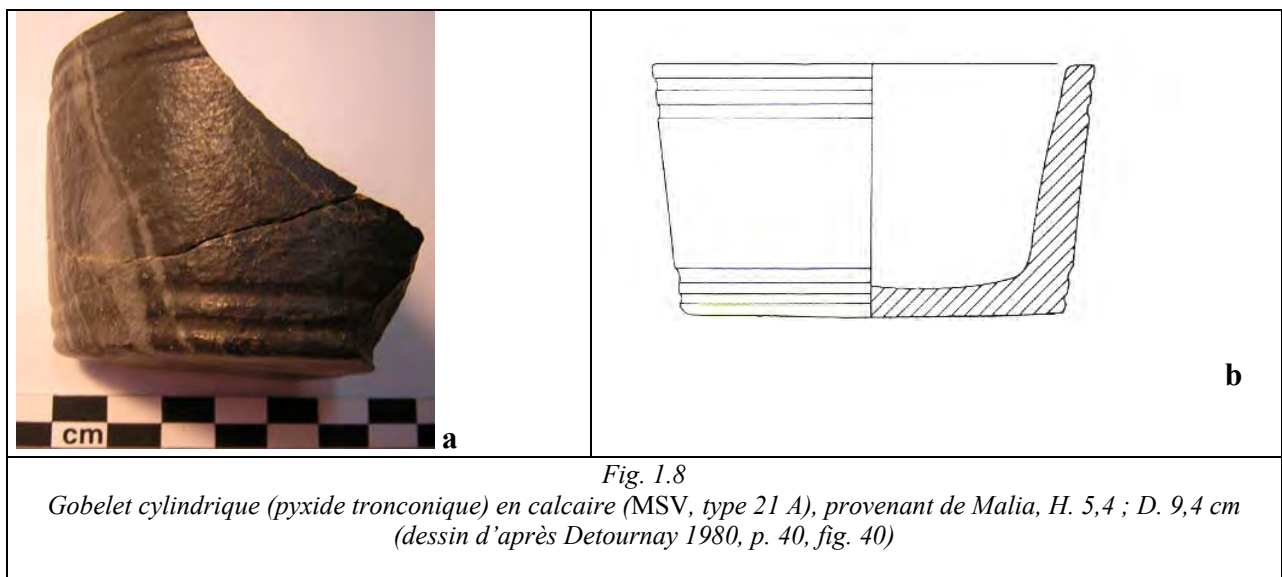 cm
a
b
Fig. 1.8
Gobelet cylindrique (pyxide tronconique) en calcaire (MSV, type 21 A), provenant de Malia, H. 5,4 ; D. 9,4 cm
(dessin d’après Detournay 1980, p. 40, fig. 40)